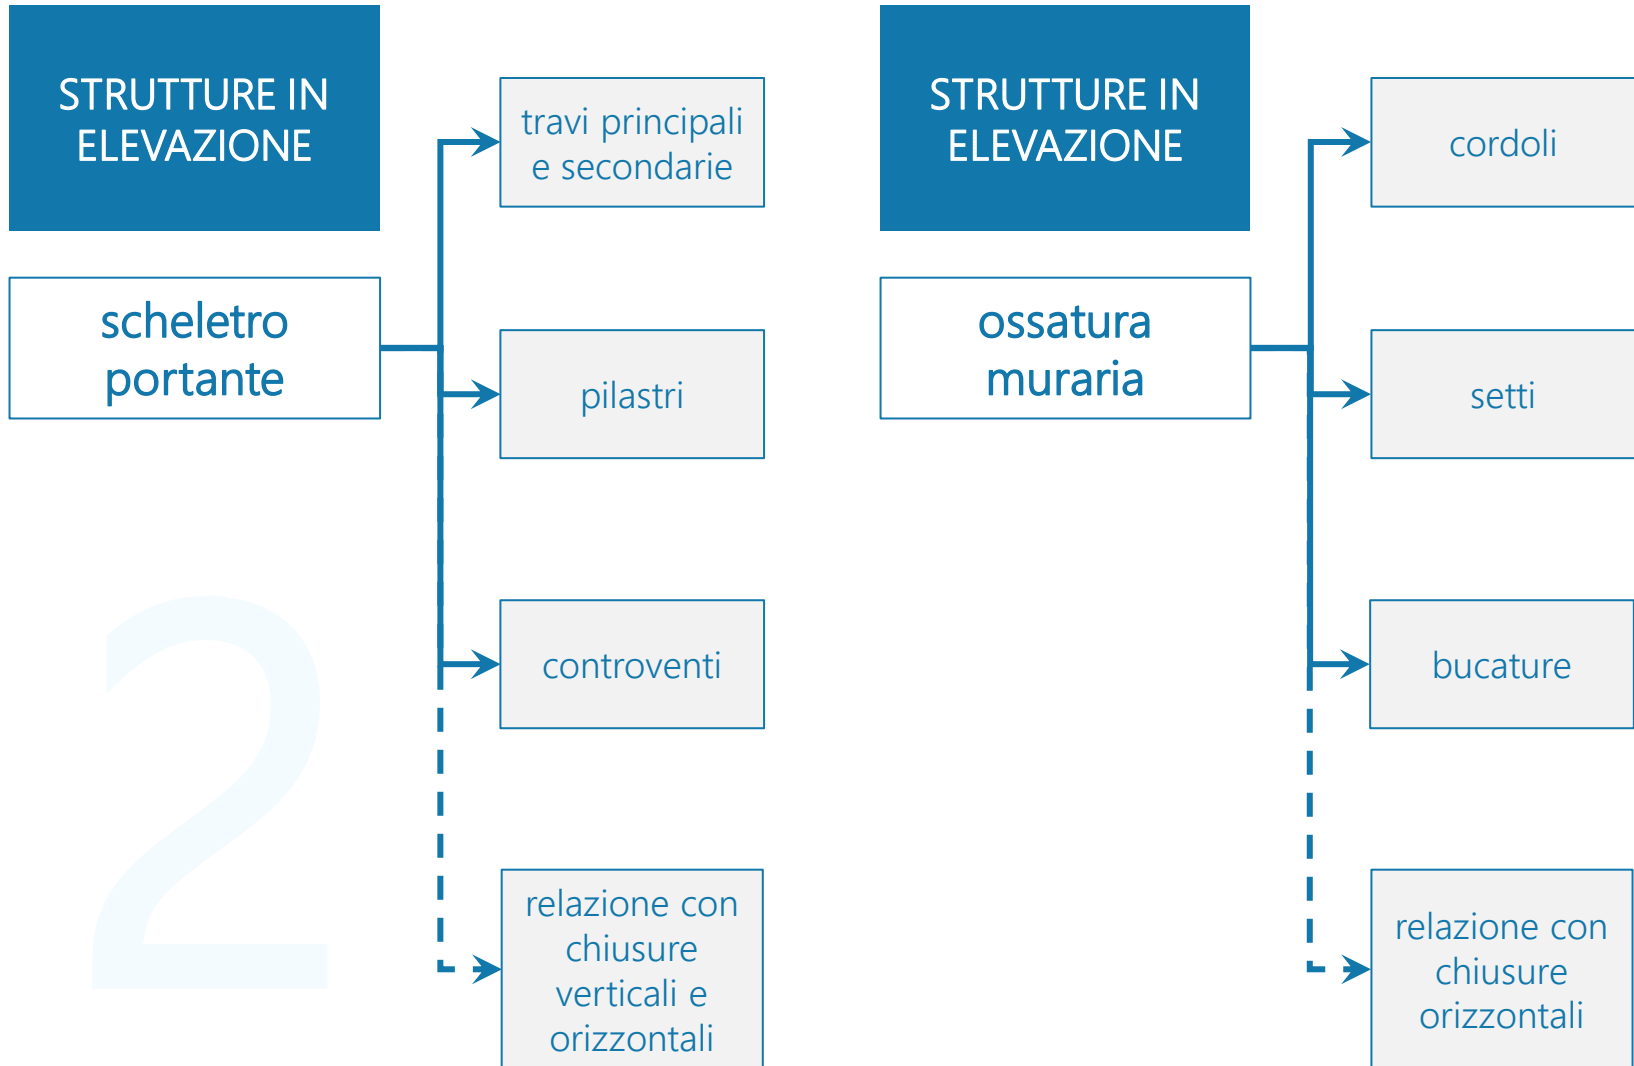 STRUTTURE IN
ELEVAZIONE
scheletro
portante
travi principali
e secondarie
pilastri
controventi
relazione con
chiusure
verticali e
orizzontali
2
STRUTTURE IN
ELEVAZIONE
ossatura
muraria
cordoli
setti
bucature
relazione con
chiusure
orizzontali